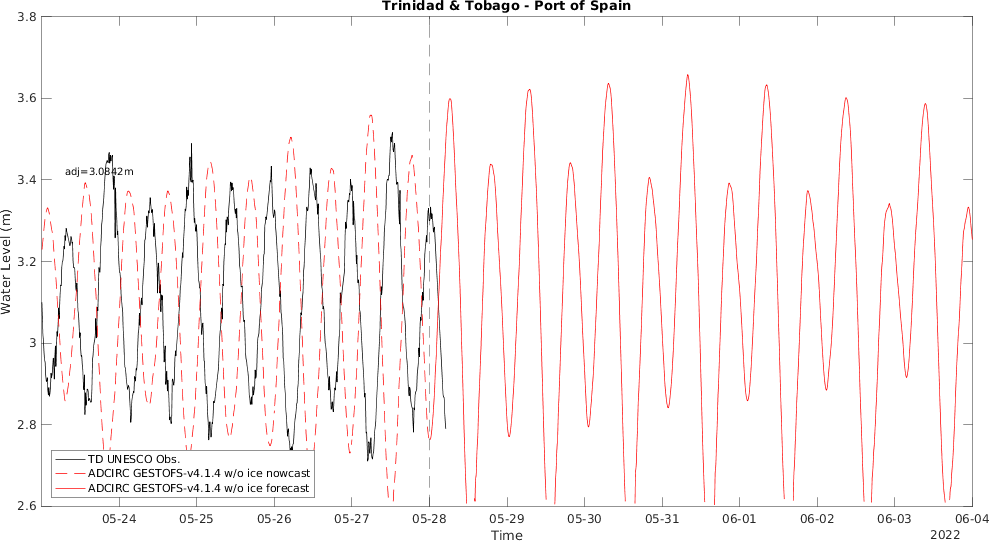 Trinidad & Tobago - Port of Spain
3.8
3.6
3.4
3.2
3
2.8
2.6
Water Level (m)
adj=3.0842m
TD UNESCO Obs.
ADCIRC GESTOFS-v4.1.4 w/o ice nowcast
ADCIRC GESTOFS-v4.1.4 w/o ice forecast
05-24 05-25 05-26 05-27 05-28 05-29 05-30 05-31 06-01 06-02 06-03 06-04
Time
2022